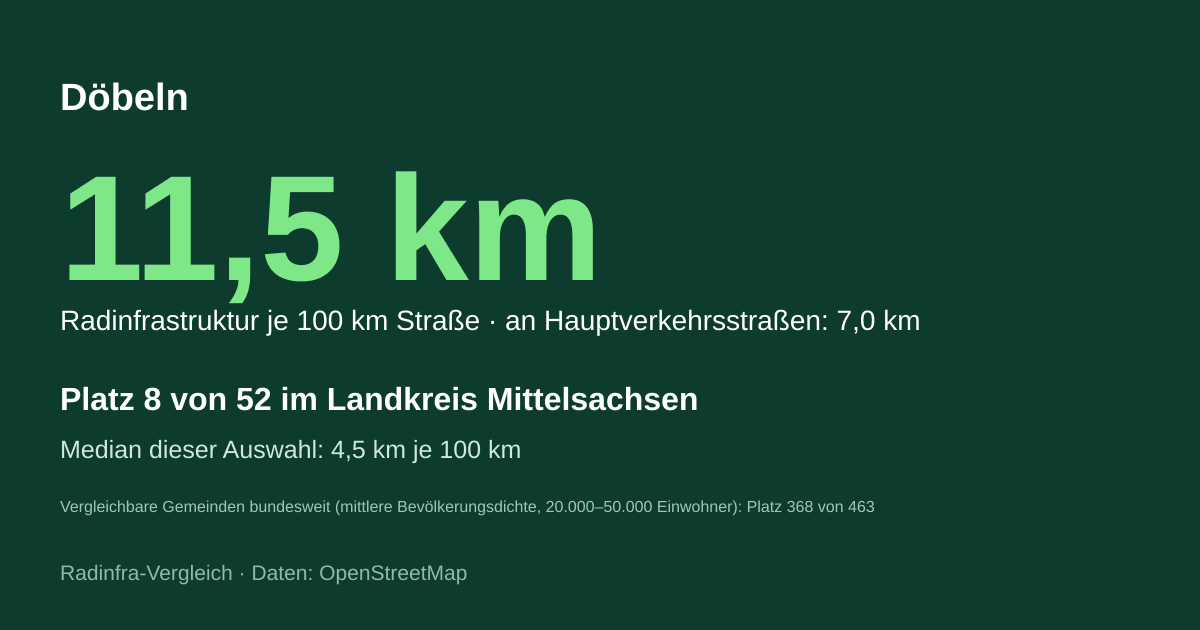 Döbeln
11,5 km
Radinfrastruktur je 100 km Straße · an Hauptverkehrsstraßen: 7,0 km
Platz 8 von 52 im Landkreis Mittelsachsen
Median dieser Auswahl: 4,5 km je 100 km
Vergleichbare Gemeinden bundesweit (mittlere Bevölkerungsdichte, 20.000–50.000 Einwohner): Platz 368 von 463
Radinfra-Vergleich · Daten: OpenStreetMap